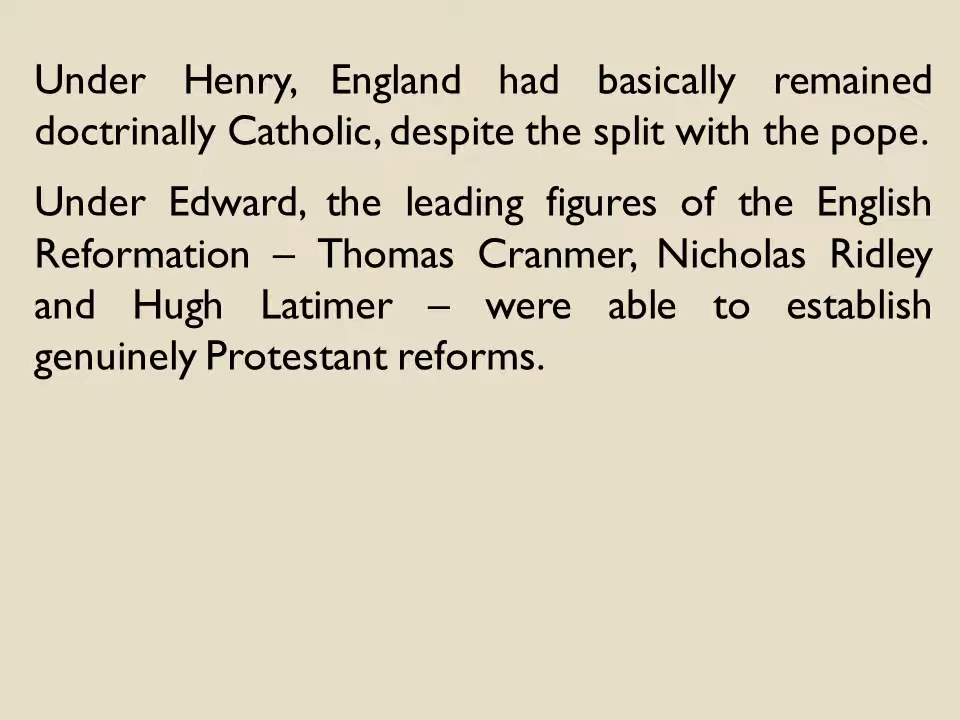 Under Henry, England had basically remained
doctrinally Catholic, despite the split with the pope.
Under Edward, the leading figures of the English
Reformation – Thomas Cranmer, Nicholas Ridley
and Hugh Latimer – were able to establish
genuinely Protestant reforms.